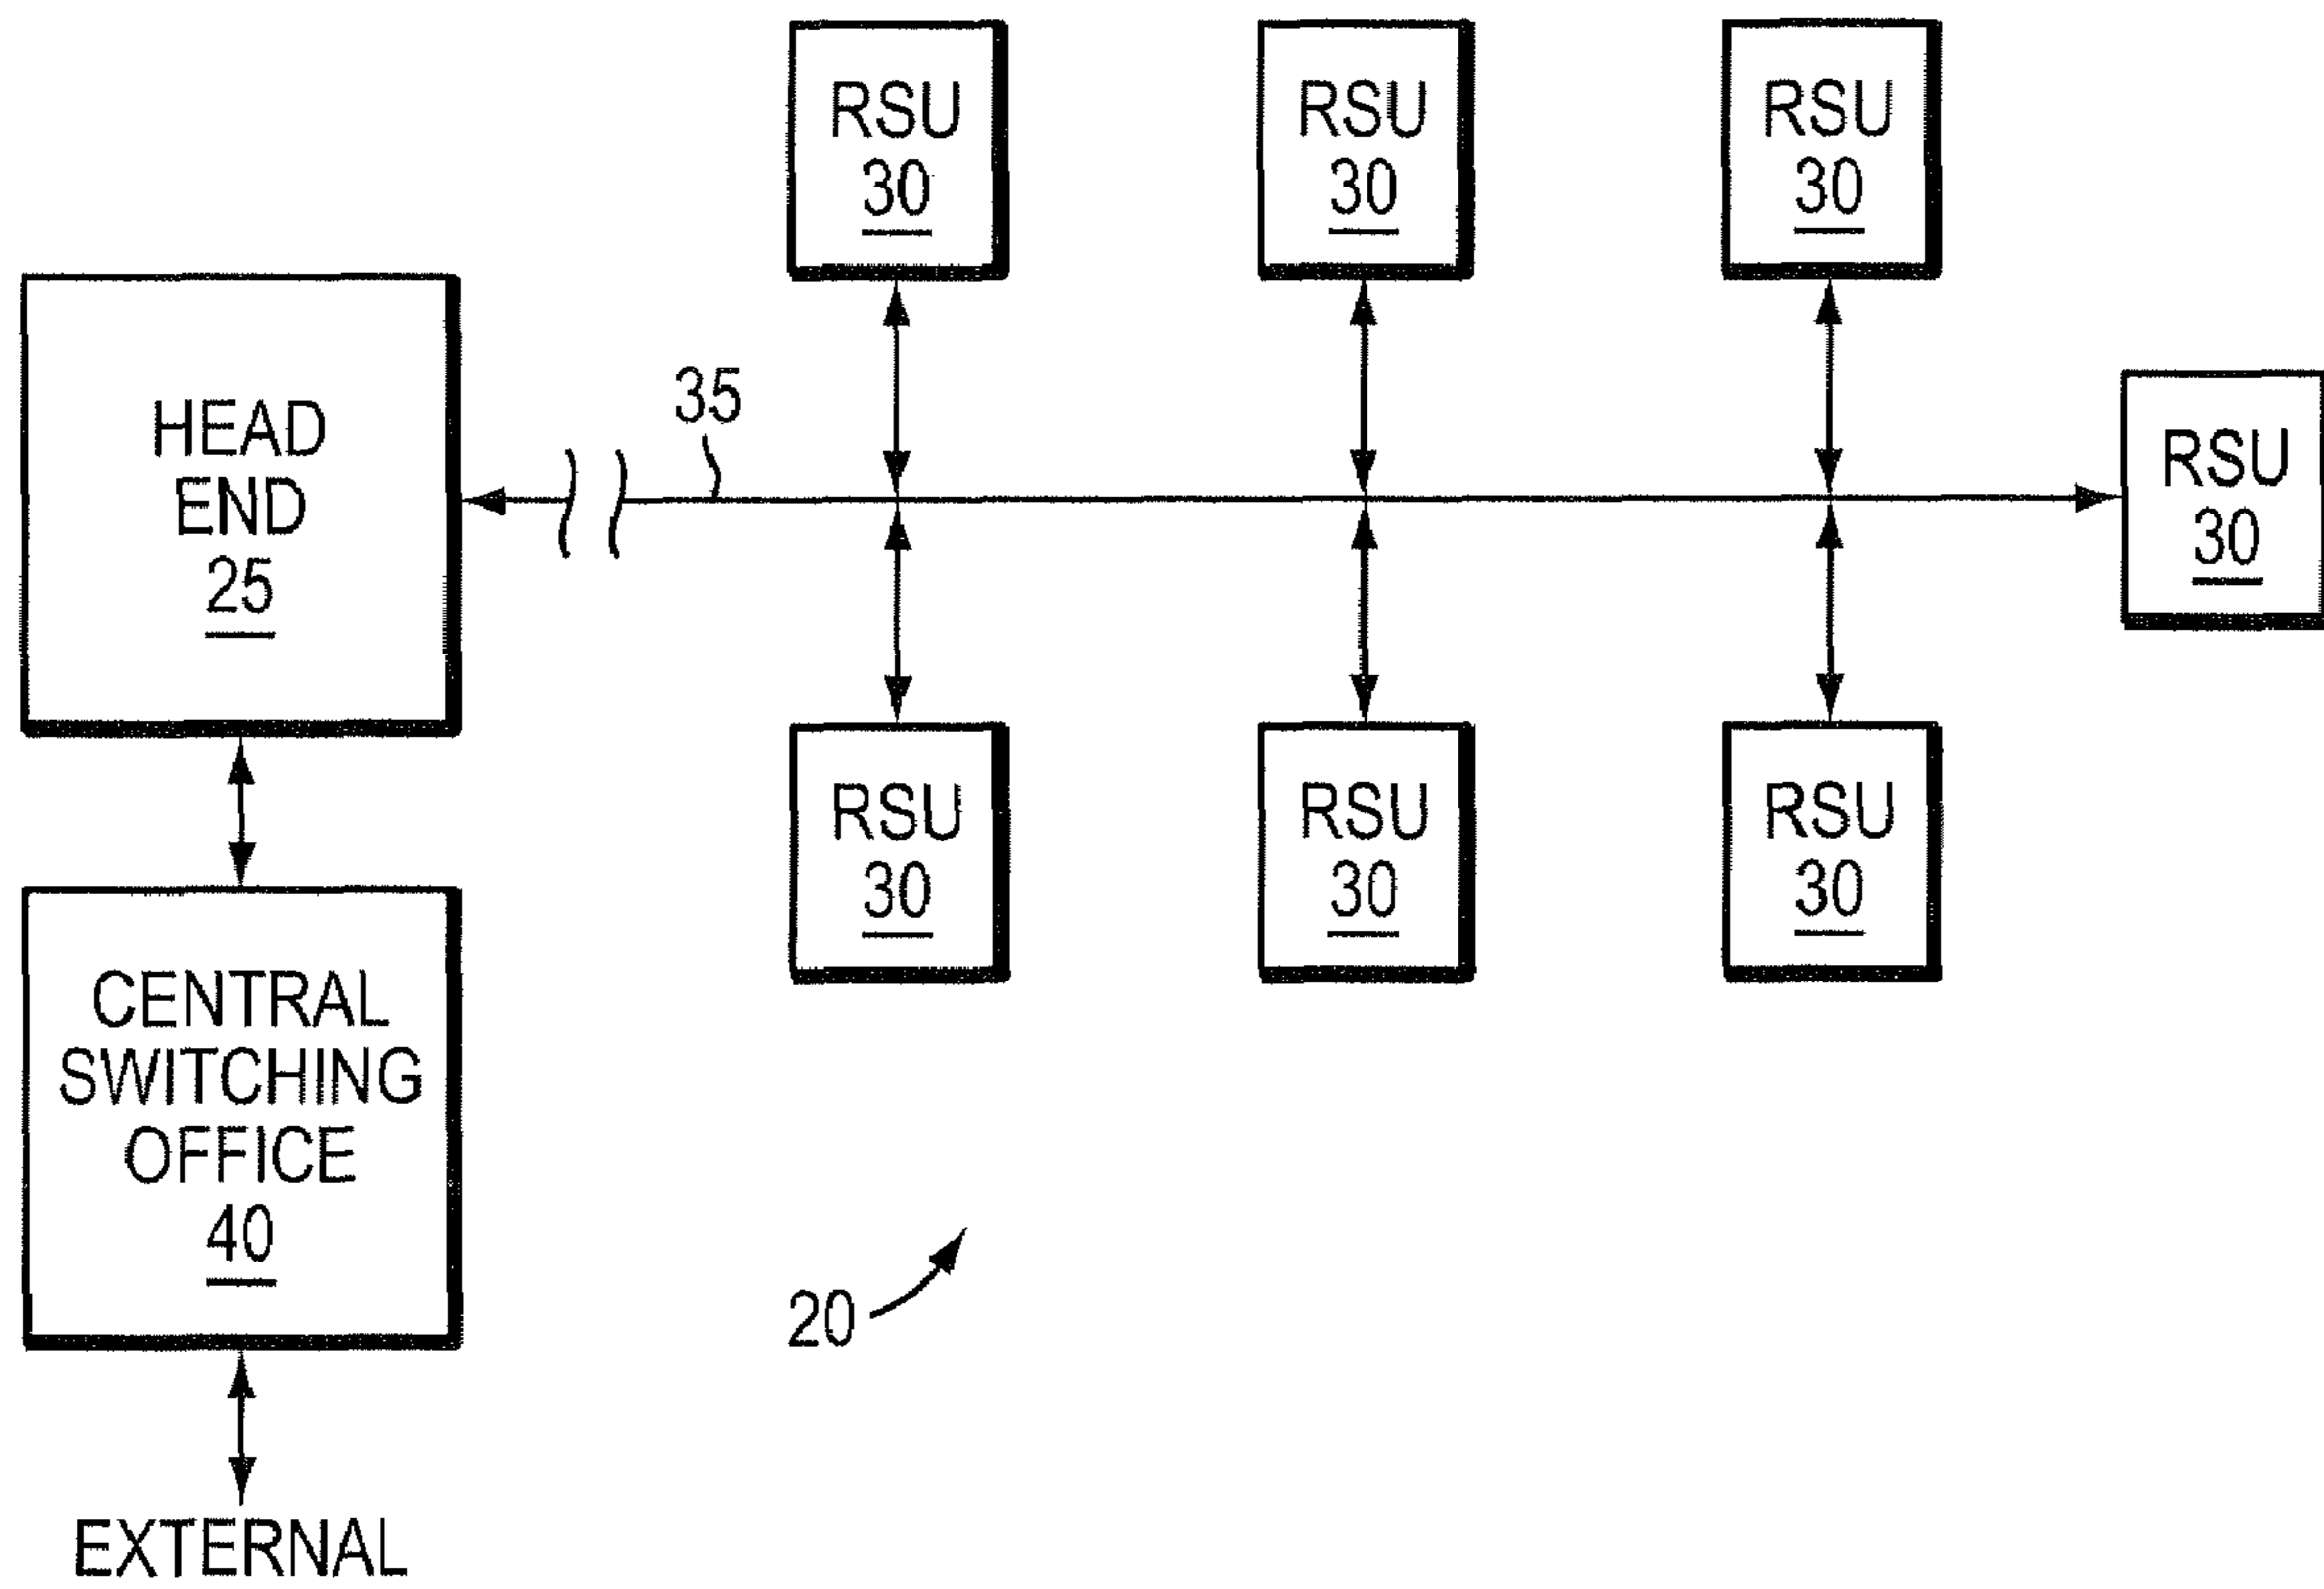 RSU
30
RSU
30
RSU
30
HEAD
END
25
35
RSU
30
RSU
30
RSU
30
RSU
30
CENTRAL
SWITCHING
OFFICE
40
20
EXTERNAL